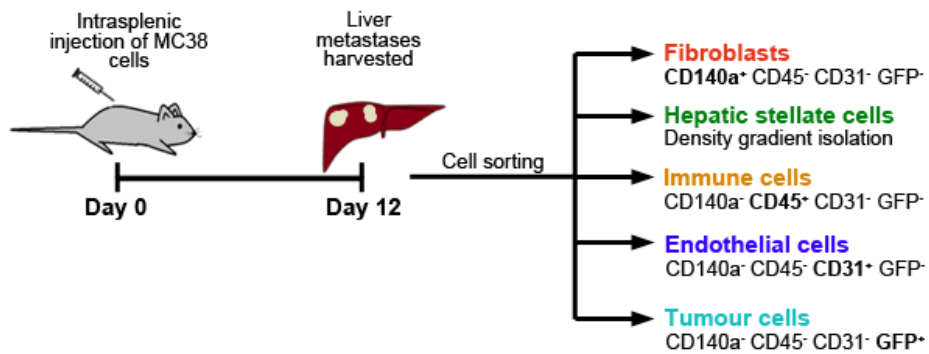 Intrasplenic
injection of MC38
cells
Liver
metastases
harvested
Day 0
Day 12
Cell sorting
Fibroblasts
CD140a⁺ CD45⁻ CD31⁻ GFP⁻
Hepatic stellate cells
Density gradient isolation
Immune cells
CD140a⁻ CD45⁺ CD31⁻ GFP⁻
Endothelial cells
CD140a⁻ CD45⁻ CD31⁺ GFP⁻
Tumour cells
CD140a⁻ CD45⁻ CD31⁻ GFP⁺